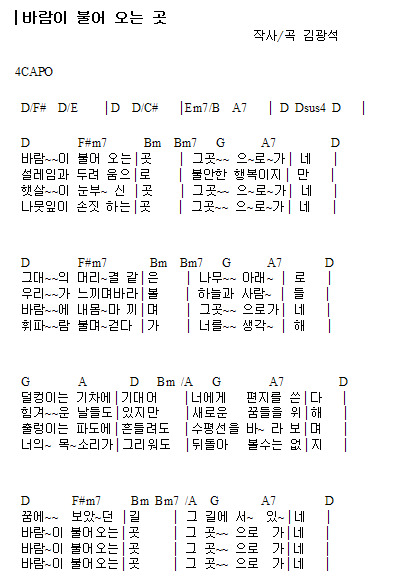 바람이 불어 오는 곳
작사/곡 김광석
4CAPO
D/F# D/E | D D/C# | Em7/B A7 | D Dsus4 D |
D F#m7 Bm Bm7 G A7 D
바람~~이 불어 오는| 곳 | 그곳~~ 으~로~가| 네 |
설레임과 두려 움으| 로 | 불안한 행복이지| 만 |
햇살~~이 눈부~ 신 | 곳 | 그곳~~ 으~로~가| 네 |
나뭇잎이 손짓 하는| 곳 | 그곳~~ 으~로~가| 네 |
D F#m7 Bm Bm7 G A7 D
그대~~의 머리~결 같| 은 | 나무~~ 아래~ | 로 |
우리~~가 느끼며바라| 볼 | 하늘과 사람~ | 들 |
바람~~에 내몸~마 끼| 며 | 그곳~~ 으로가 | 네 |
휘파~~람 불며~걷다 | 가 | 너를~~ 생각~ | 해 |
G A D Bm /A G A7 D
덜컹이는 기차에|기대어 |너에게 편지를 쓴|다 |
힘겨~~운 날들도|있지만 |새로운 꿈들을 위|해 |
출렁이는 파도에|흔들려도 |수평선을 바~ 라 보|며 |
너의~ 목~소리가|그리워도 |뒤돌아 볼수는 없|지 |
D F#m7 Bm Bm7 /A G A7 D
꿈에~~ 보았~던 |길 | 그 길에 서~ 있~|네 |
바람~~이 불어오는|곳 | 그 곳~~ 으로 가|네 |
바람~~이 불어오는|곳 | 그 곳~~ 으로 가|네 |
바람~~이 불어오는|곳 | 그 곳~~ 으로 가|네 |